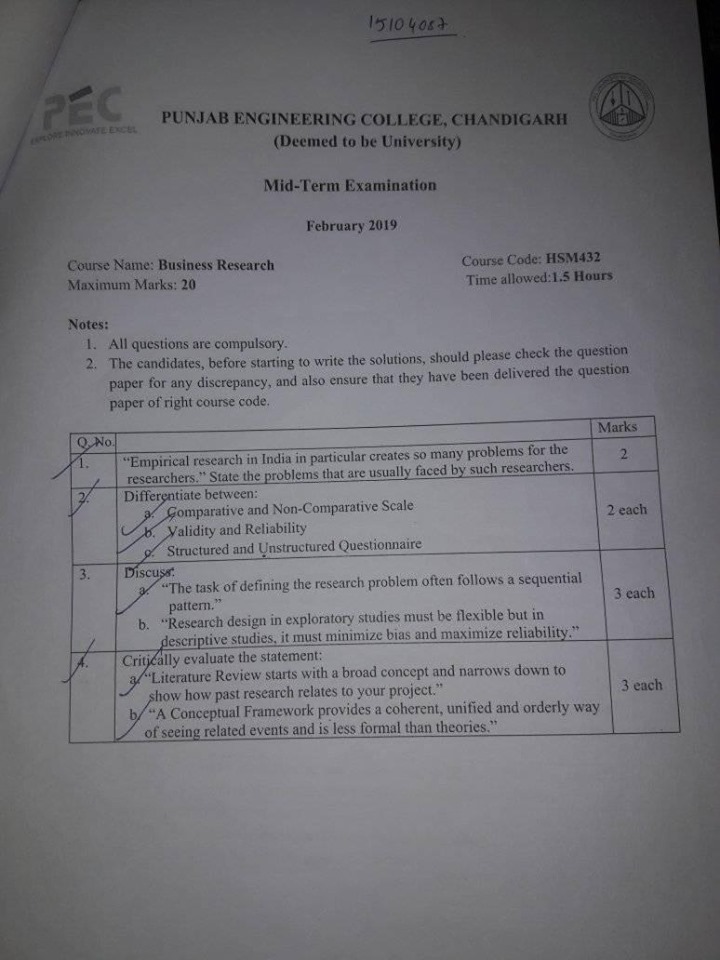 15104087
PEC
EXPLORE INNOVATE EXCEL
PUNJAB ENGINEERING COLLEGE, CHANDIGARH
(Deemed to be University)
Mid-Term Examination
February 2019
Course Name: Business Research
Course Code: HSM432
Maximum Marks: 20
Time allowed:1.5 Hours
Notes:
1. All questions are compulsory.
2. The candidates, before starting to write the solutions, should please check the question
paper for any discrepancy, and also ensure that they have been delivered the question
paper of right course code.
Q. No. Marks
1. “Empirical research in India in particular creates so many problems for the 2
researchers.” State the problems that are usually faced by such researchers.
2. Differentiate between: 2 each
a. Comparative and Non-Comparative Scale
b. Validity and Reliability
c. Structured and Unstructured Questionnaire
3. Discuss: 3 each
a. “The task of defining the research problem often follows a sequential
pattern.”
b. “Research design in exploratory studies must be flexible but in
descriptive studies, it must minimize bias and maximize reliability.”
4. Critically evaluate the statement: 3 each
a. “Literature Review starts with a broad concept and narrows down to
show how past research relates to your project.”
b. “A Conceptual Framework provides a coherent, unified and orderly way
of seeing related events and is less formal than theories.”